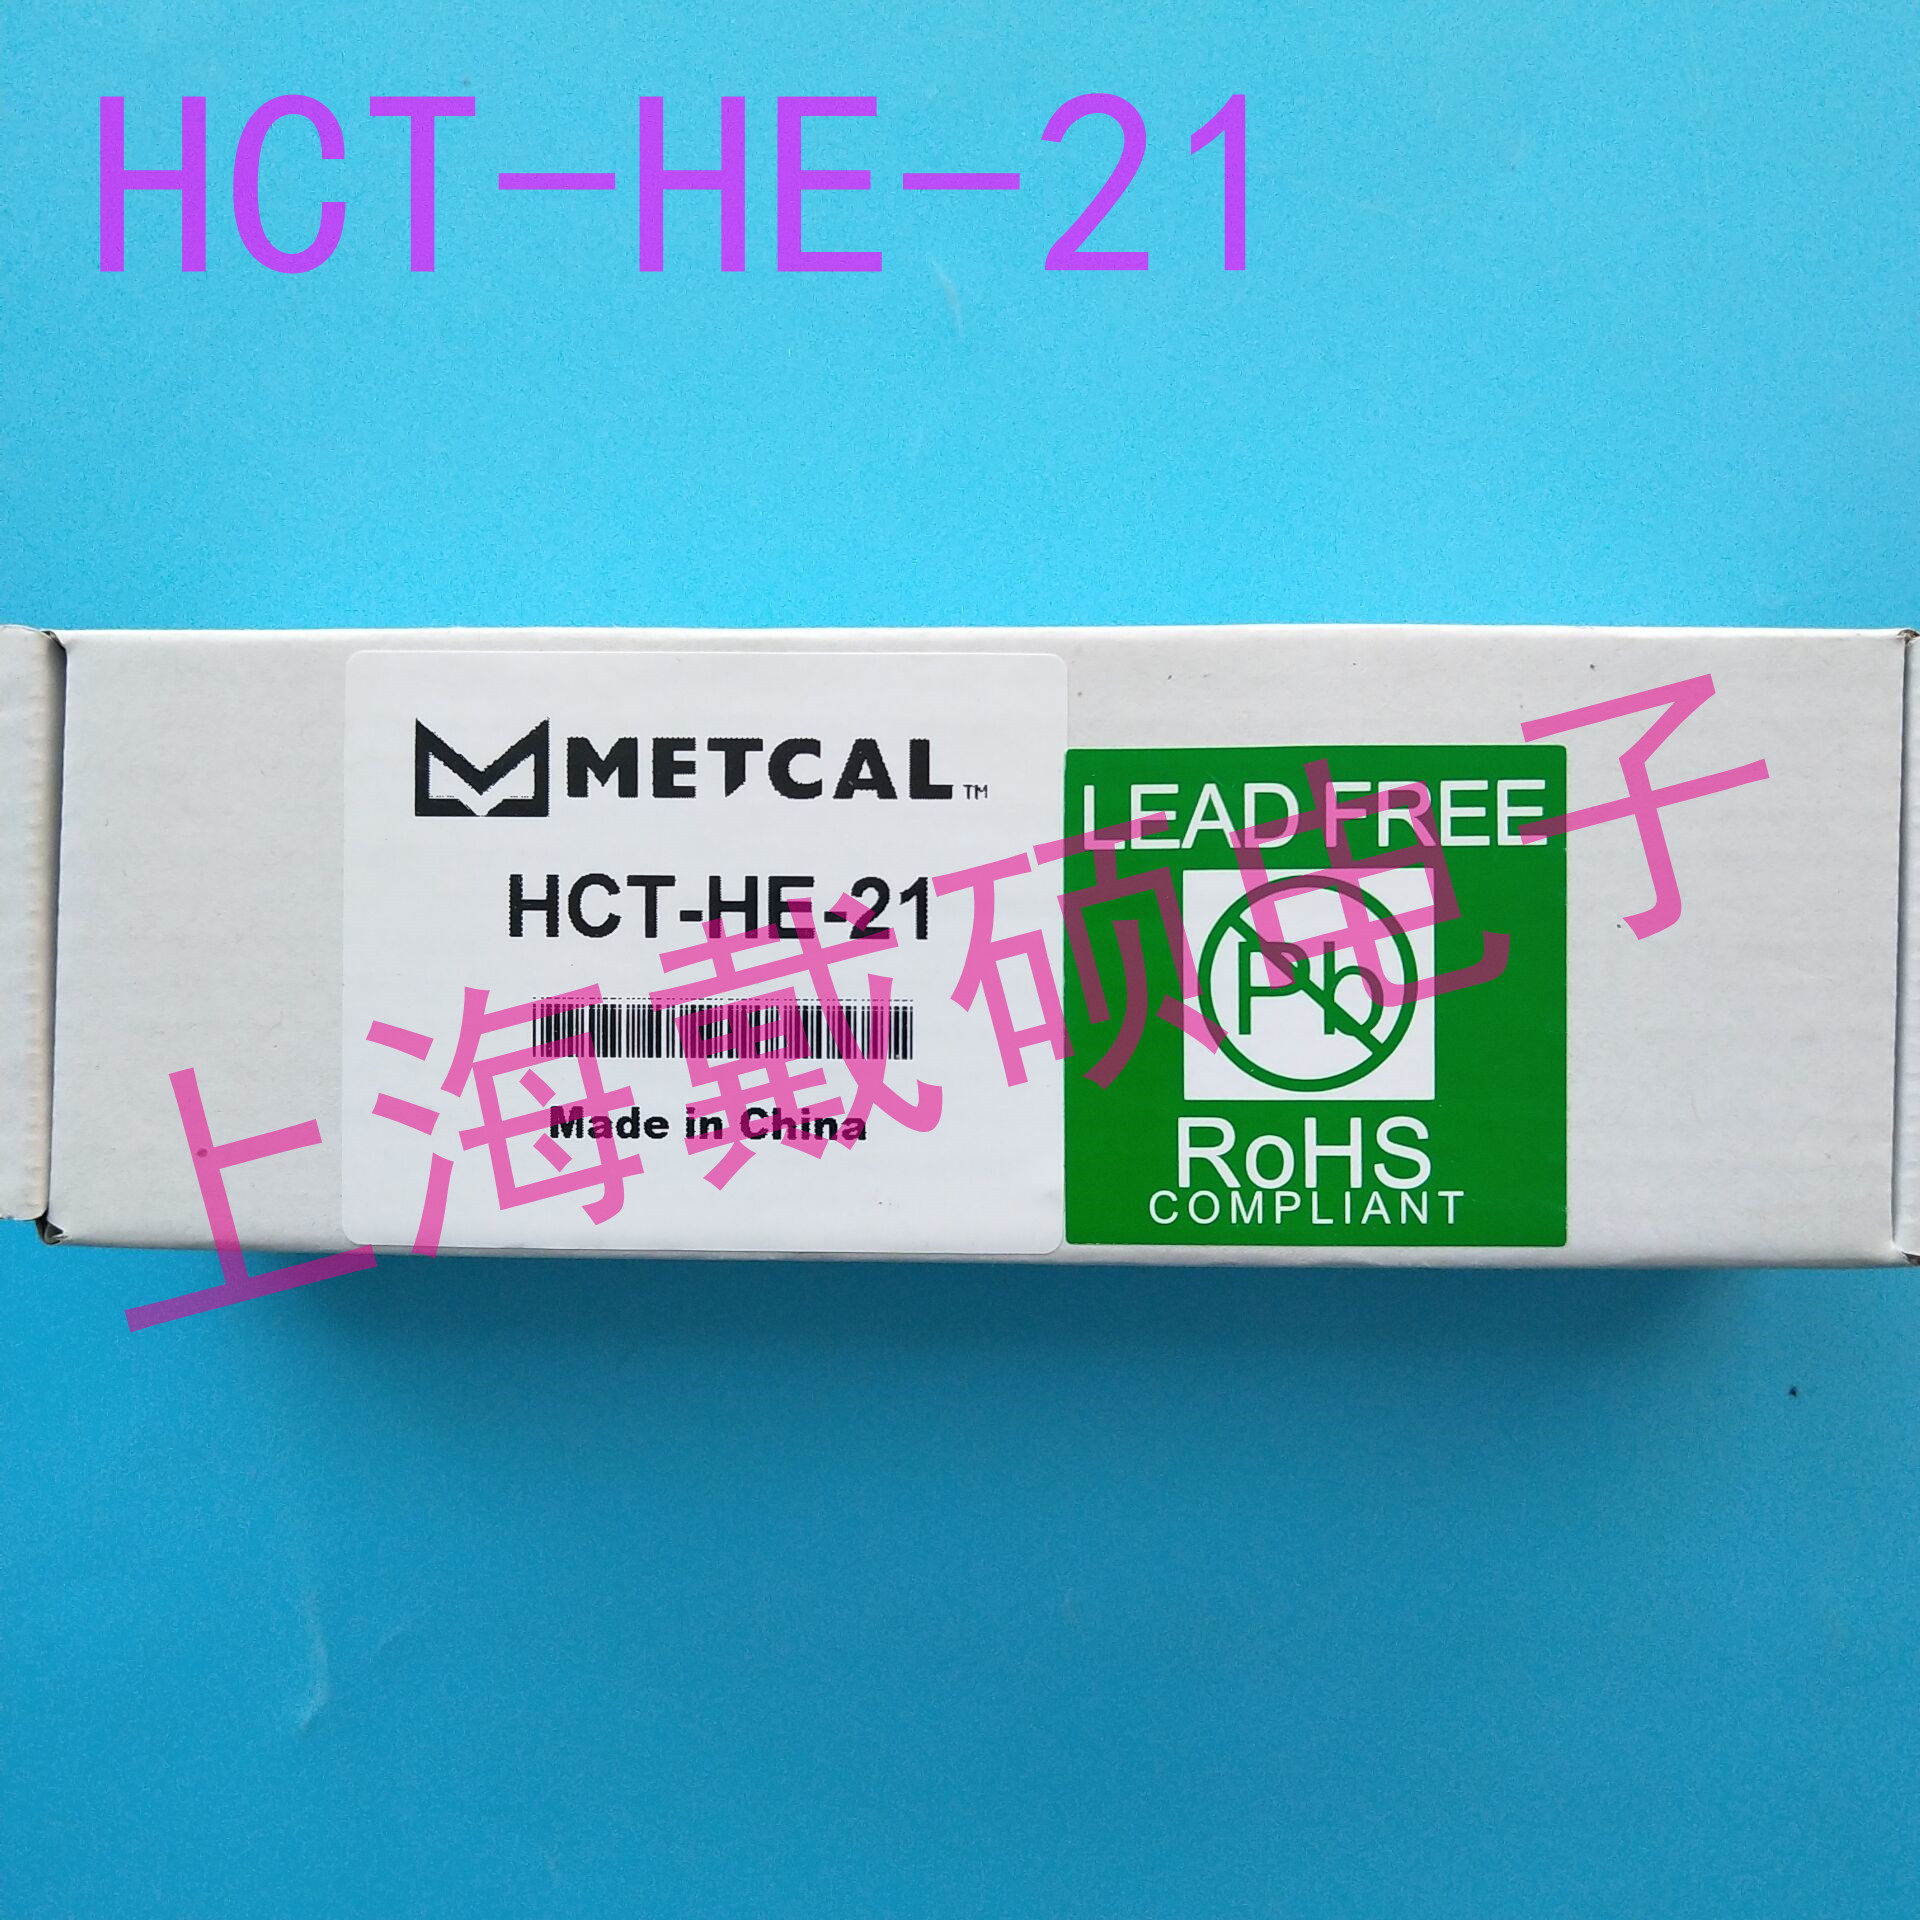 HCT-HE-21
METCAL™
HCT-HE-21
Made in China
LEAD FREE
Pb
RoHS
COMPLIANT
上海戴硕电子